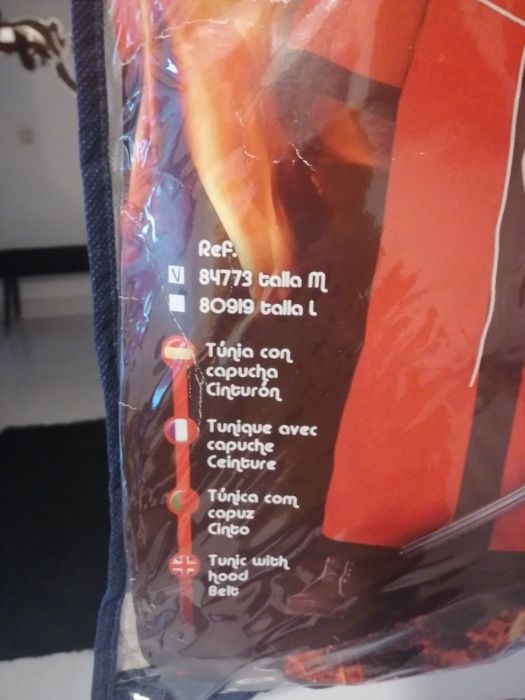 Ref.
84773 talla M
80919 talla L
Túnia con
capucha
Cinturón
Tunique avec
capuche
Ceinture
Túnica com
capuz
Cinto
Tunic with
hood
Belt